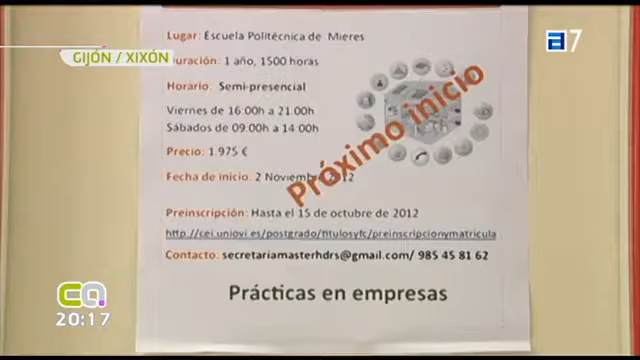 Lugar: Escuela Politécnica de Mieres
GIJÓN / XIXÓN
Duración: 1 año, 1500 horas
7
Horario: Semi-presencial
Viernes de 16:00h a 21:00h
Sábados de 09:00h a 14:00h
Próximo inicio
Precio: 1.975 €
Fecha de inicio: 2 Noviembre 2012
Preinscripción: Hasta el 15 de octubre de 2012
http://cei.uniovi.es/postgrado/titulosyfc/preinscripcionymatricula
Contacto: secretariamasterhdrs@gmail.com/ 985 45 81 62
Prácticas en empresas
20:17